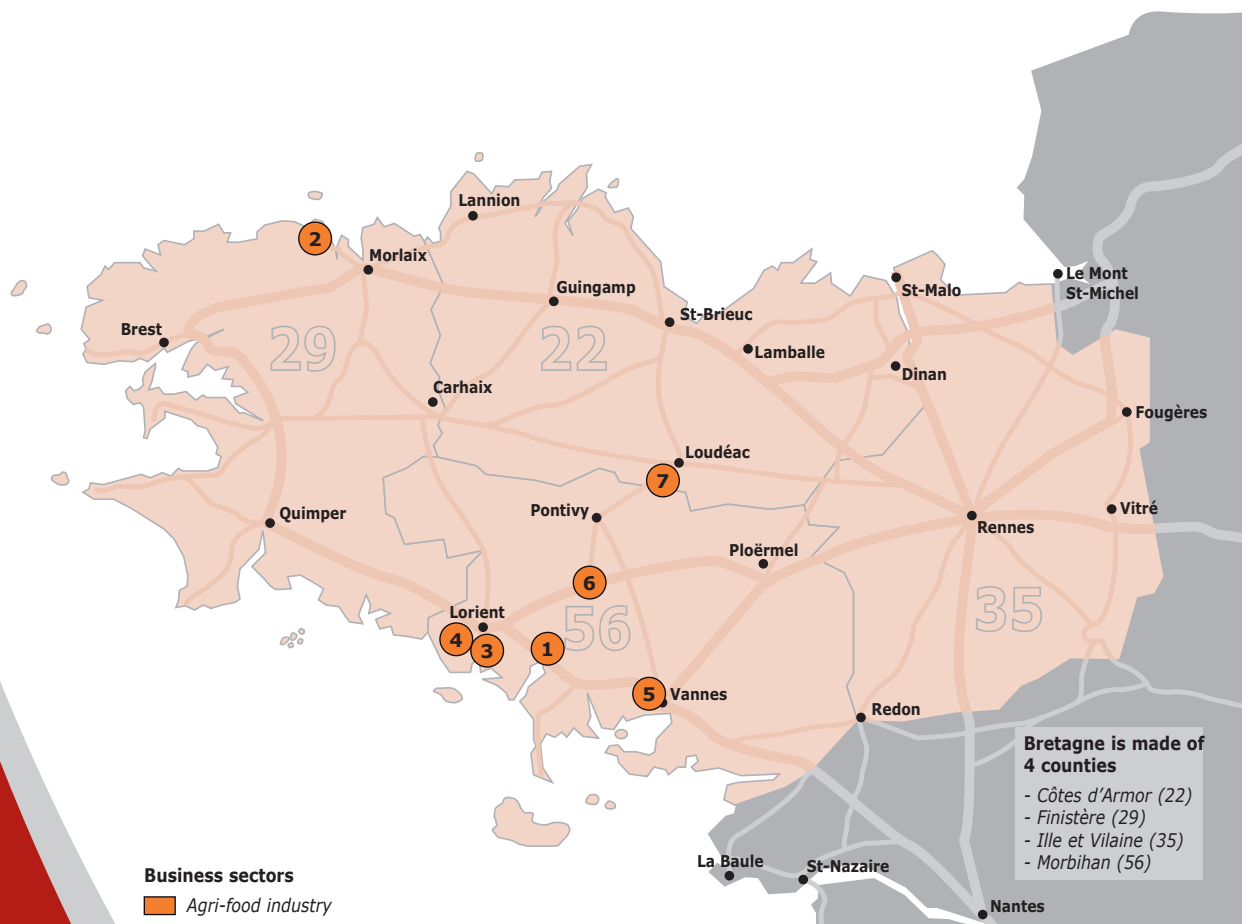 Lannion
2
Morlaix
Le Mont
St-Michel
St-Malo
Guingamp
St-Brieuc
Brest
29
22
Lamballe
Dinan
Carhaix
Fougères
Loudéac
7
Pontivy
Quimper
Vitré
Rennes
Ploërmel
6
Lorient
56
35
4
3
1
5
Vannes
Redon
Bretagne is made of
4 counties
- Côtes d'Armor (22)
- Finistère (29)
- Ille et Vilaine (35)
- Morbihan (56)
La Baule
St-Nazaire
Nantes
Business sectors
Agri-food industry